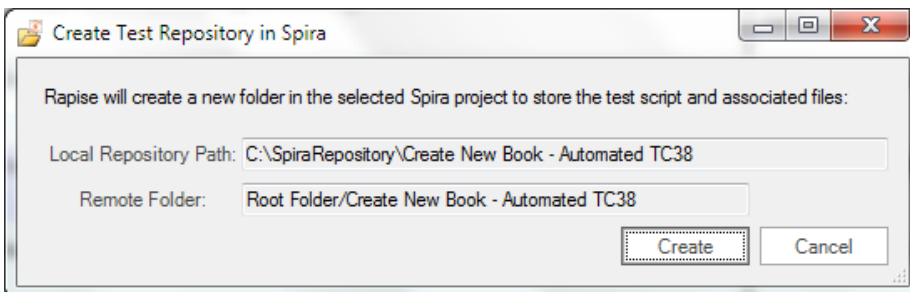 Create Test Repository in Spira
Rapise will create a new folder in the selected Spira project to store the test script and associated files:
Local Repository Path: C:\SpiraRepository\Create New Book - Automated TC38
Remote Folder: Root Folder/Create New Book - Automated TC38
Create Cancel